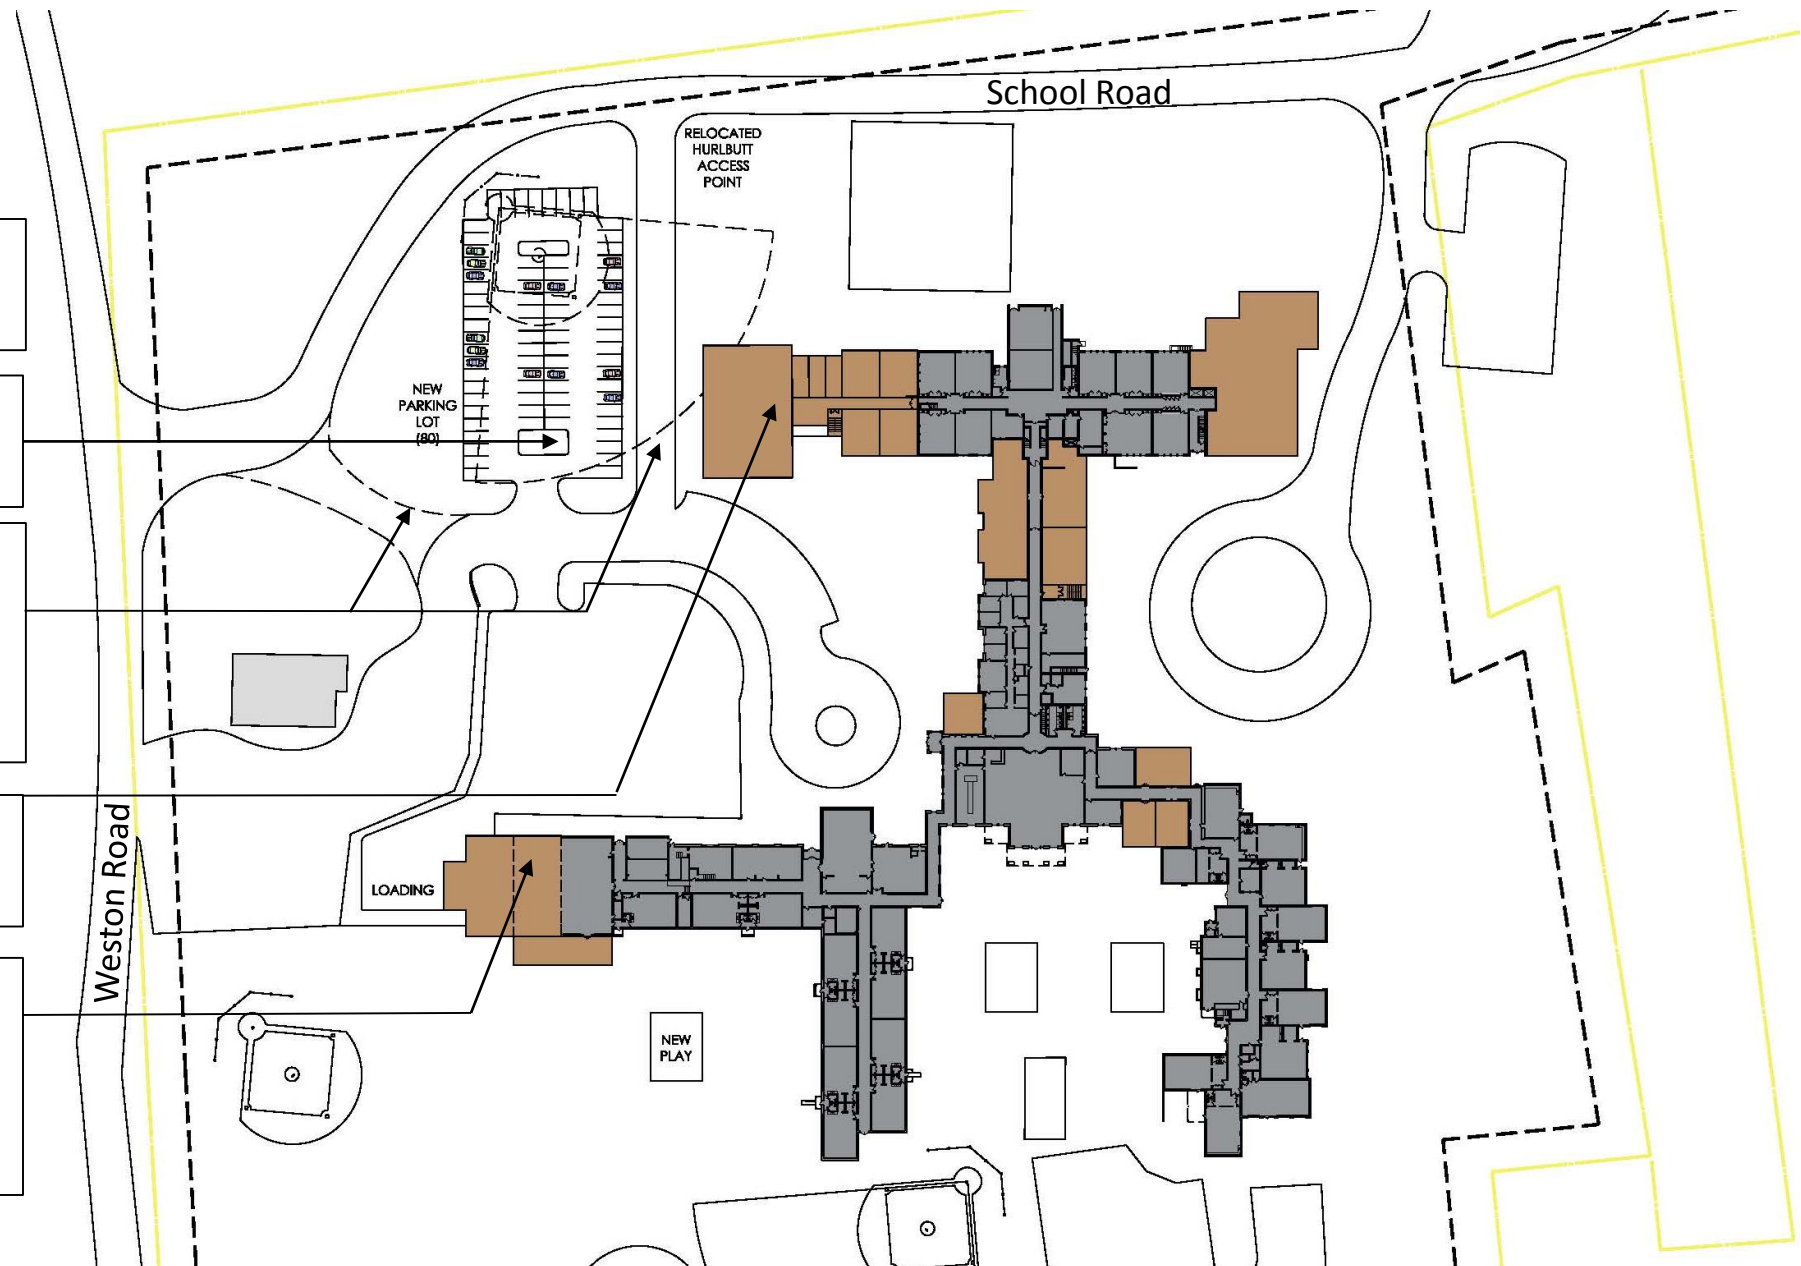 School Road
RELOCATED
HURLBUTT
ACCESS
POINT
NEW
PARKING
LOT
(80)
LOADING
Weston Road
NEW
PLAY